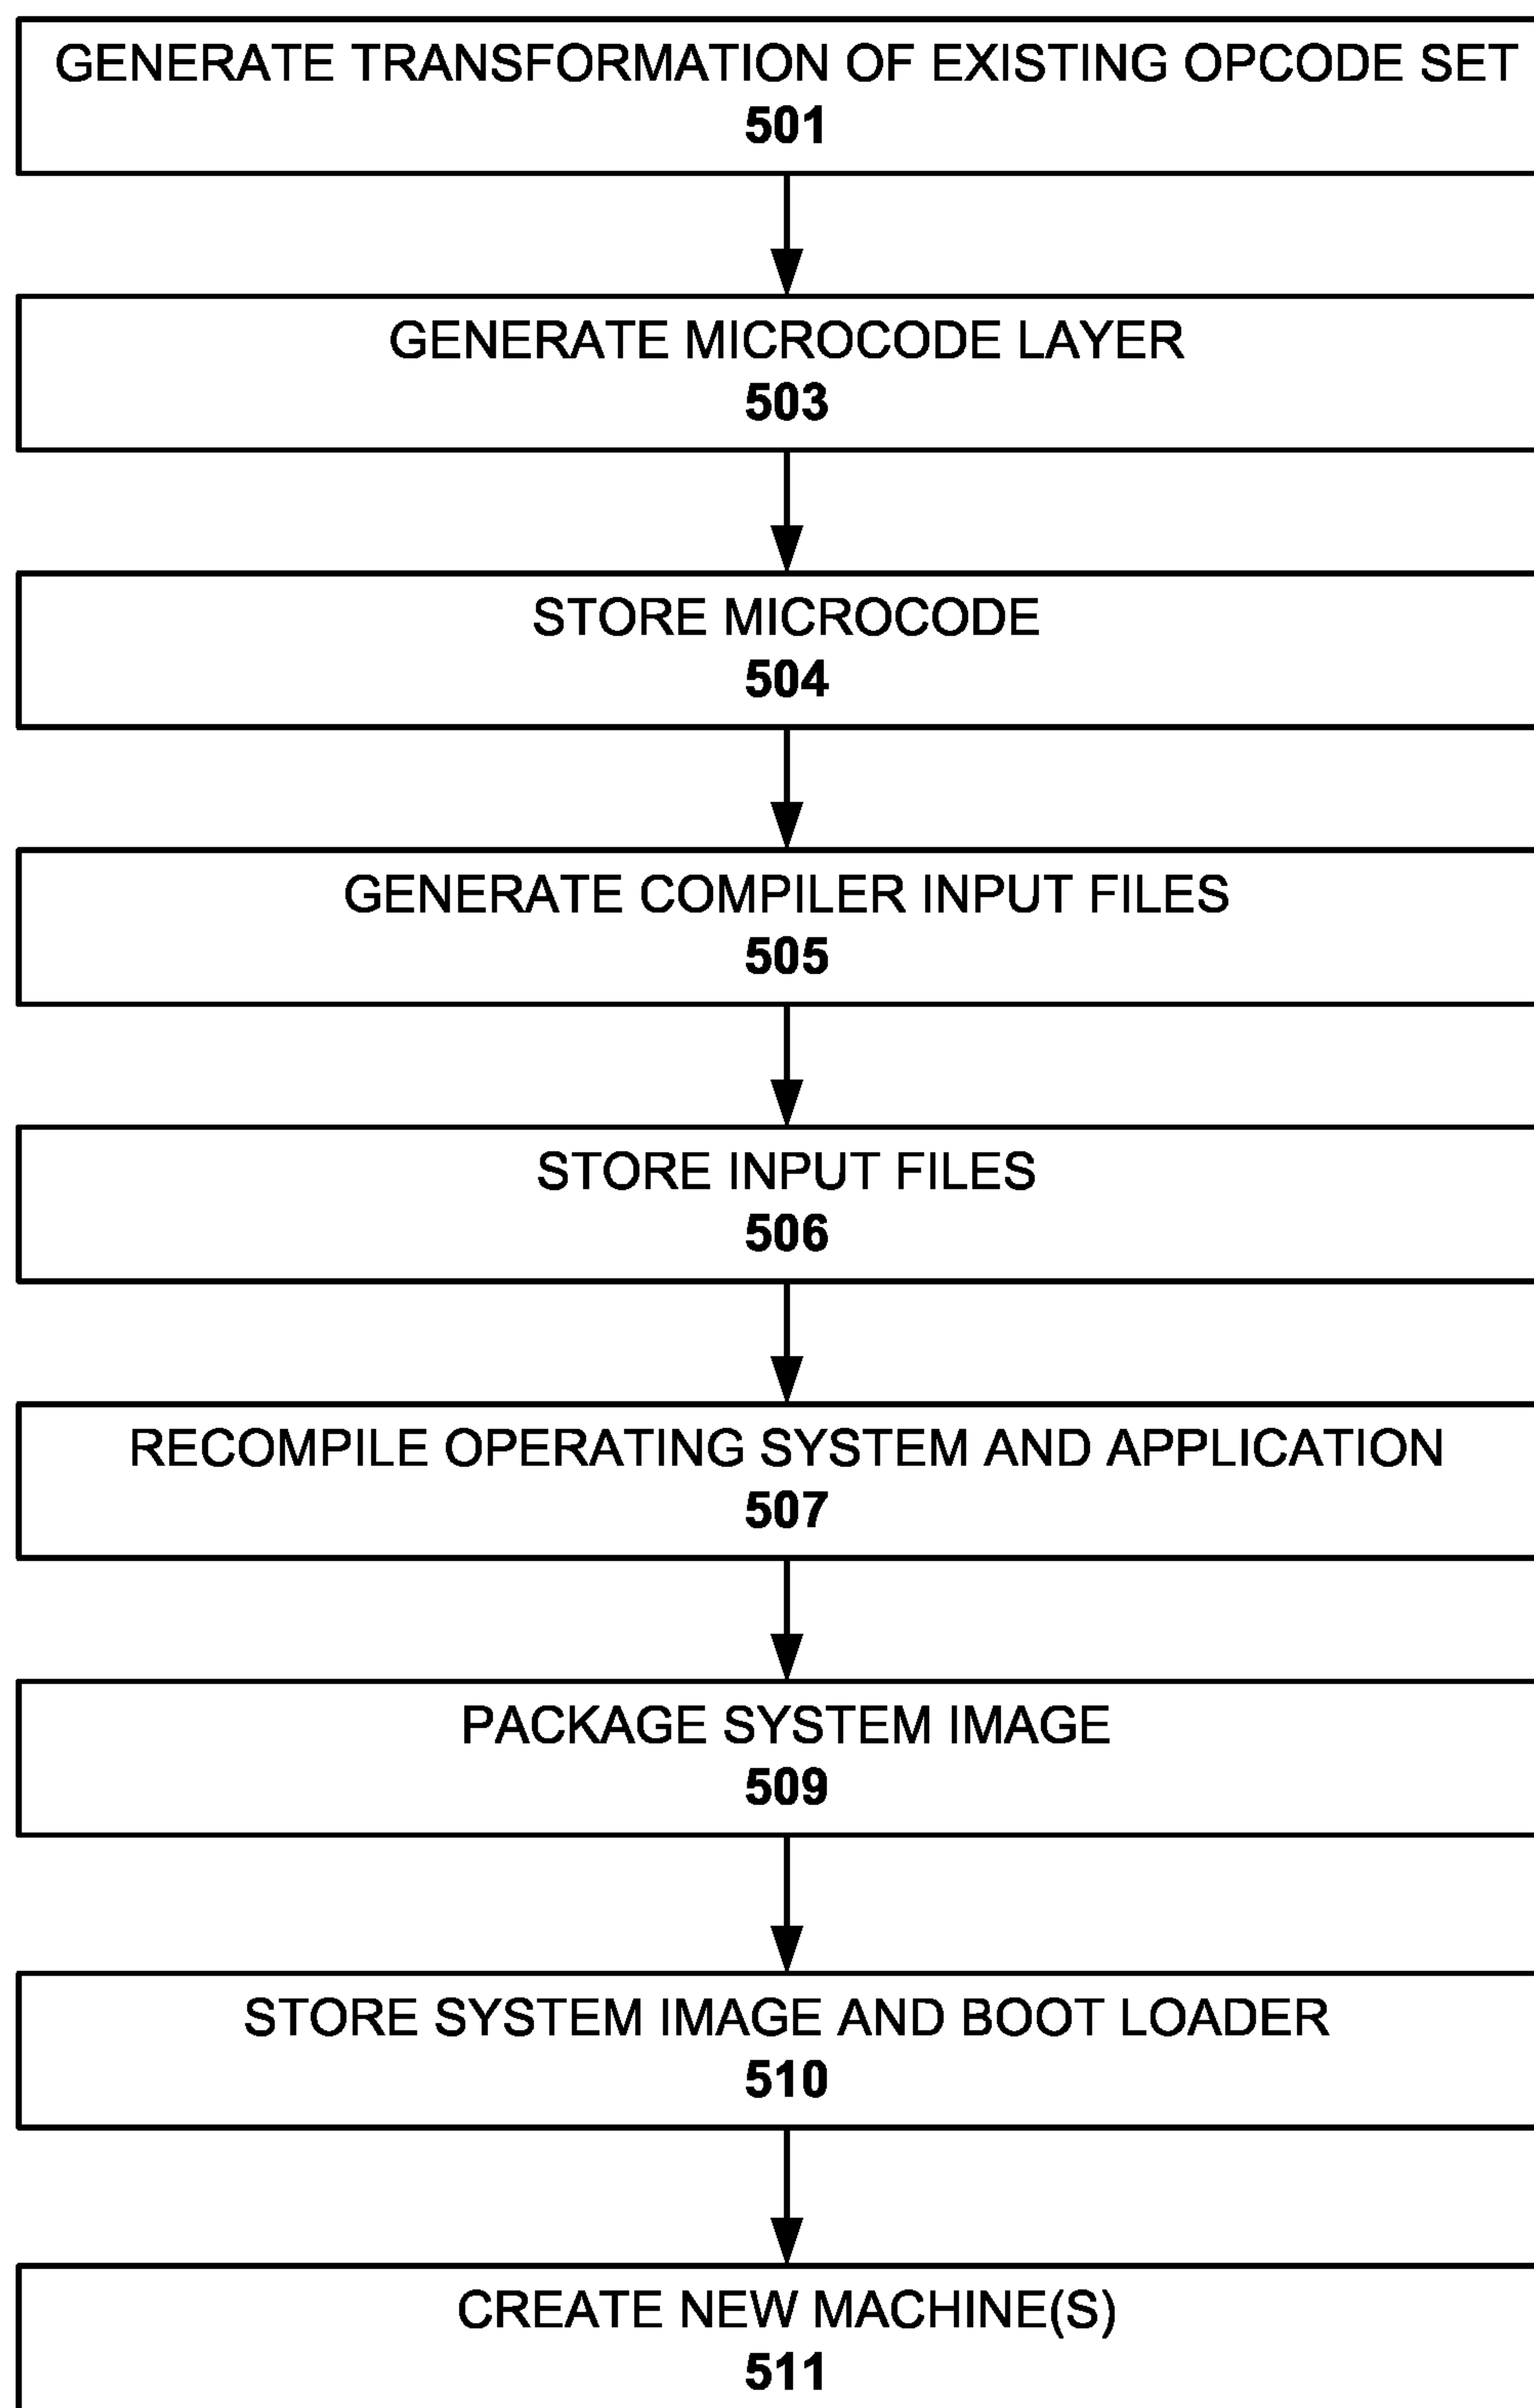 GENERATE TRANSFORMATION OF EXISTING OPCODE SET
501
GENERATE MICROCODE LAYER
503
STORE MICROCODE
504
GENERATE COMPILER INPUT FILES
505
STORE INPUT FILES
506
RECOMPILE OPERATING SYSTEM AND APPLICATION
507
PACKAGE SYSTEM IMAGE
509
STORE SYSTEM IMAGE AND BOOT LOADER
510
CREATE NEW MACHINE(S)
511